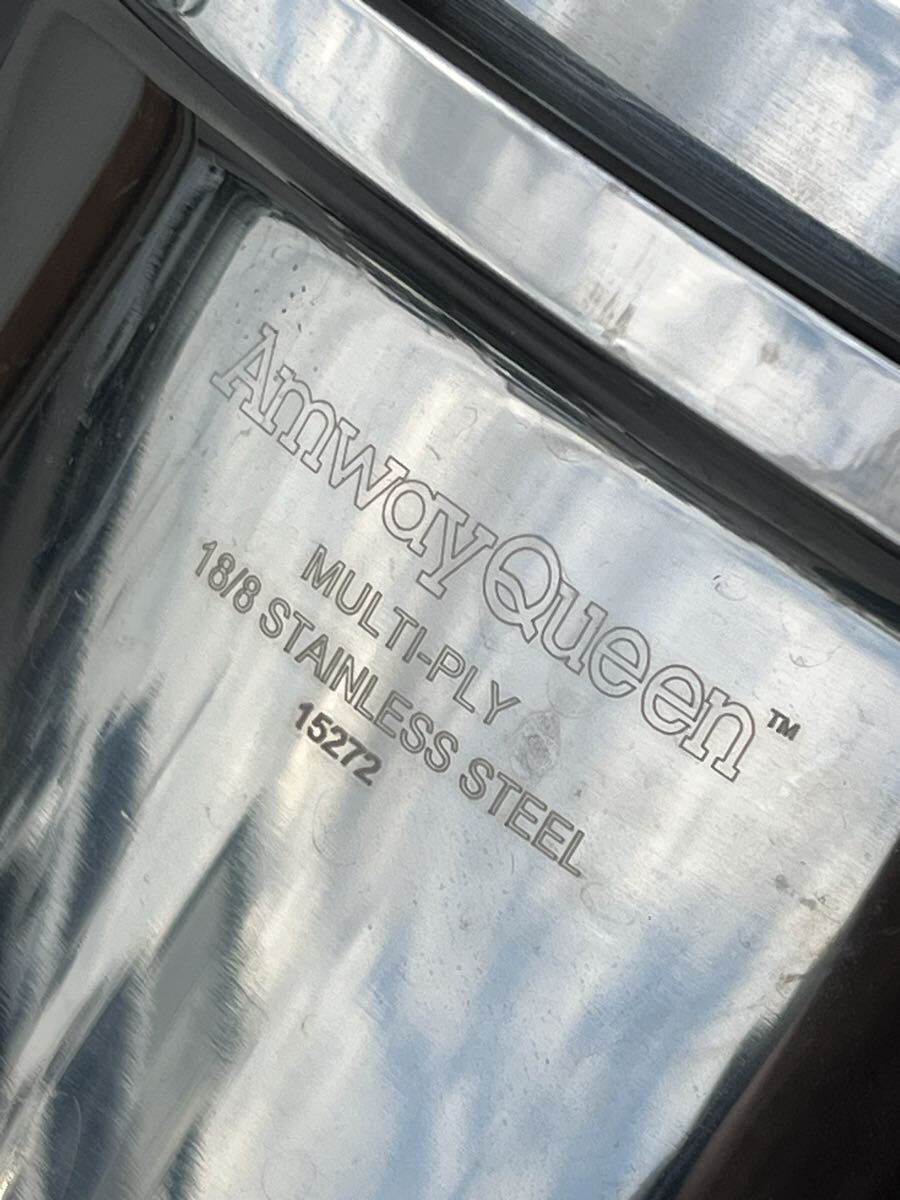 AmwayQueen™
MULTI-PLY
18/8 STAINLESS STEEL
15272